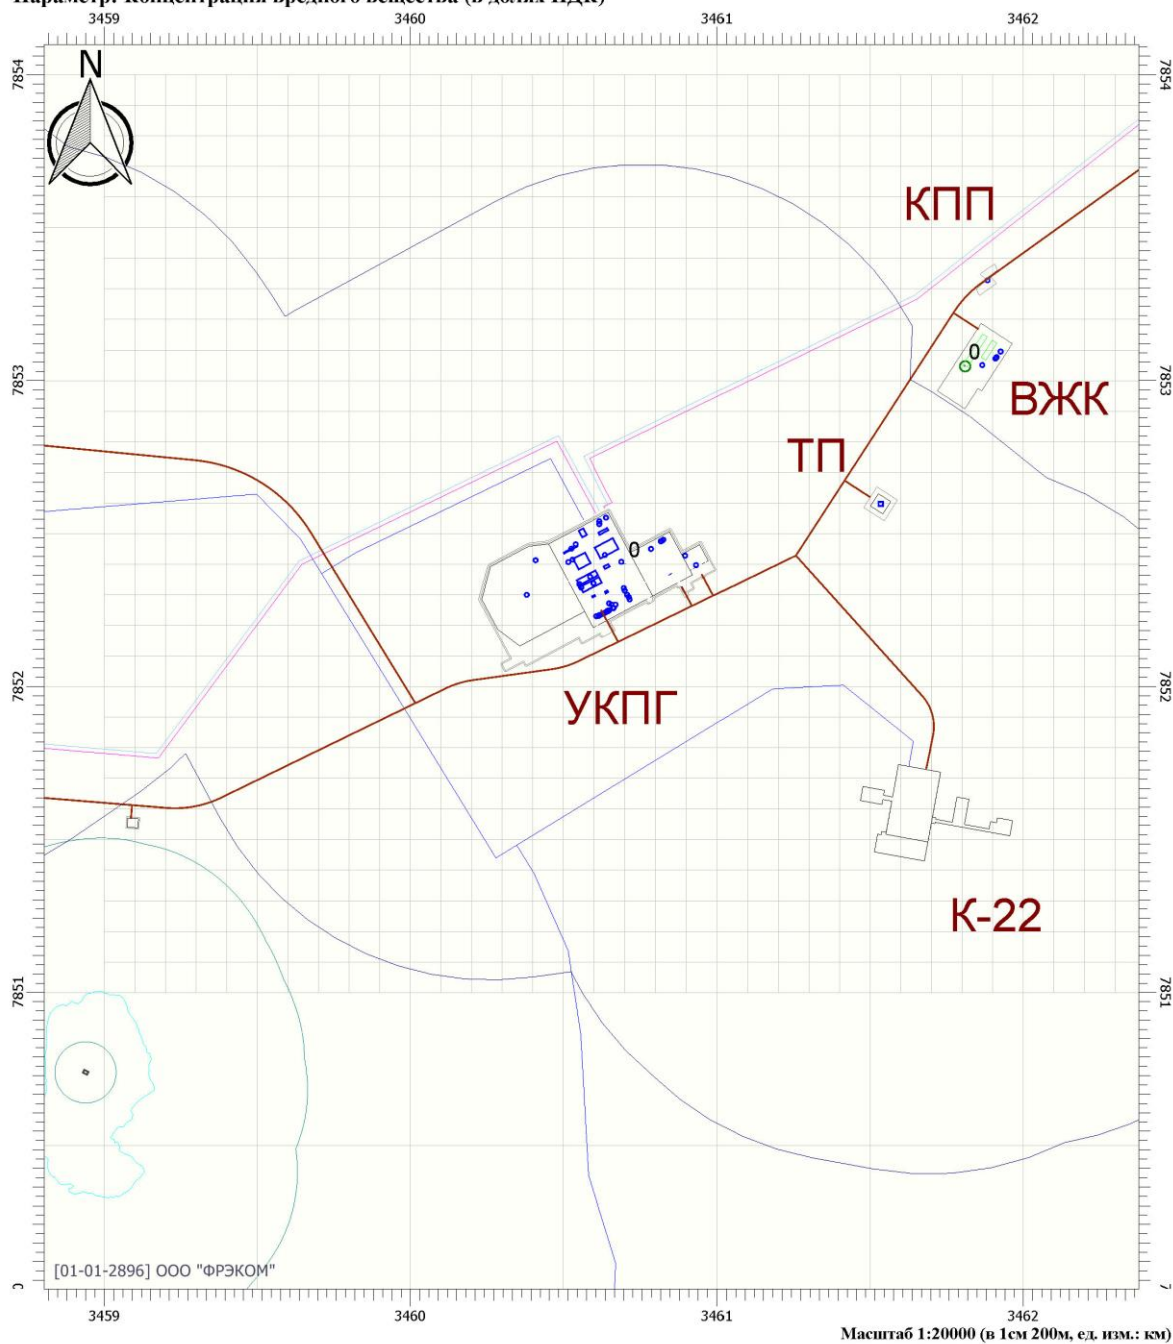 Параметр: Концентрация вредного вещества (в долях ПДК)
3459 3460 3461 3462
7854 7854
N
КПП
0
7853 7853
ВЖК
ТП
0
7852 7852
УКПГ
К-22
7851 7851
[01-01-2896] ООО "ФРЭКОМ"
3459 3460 3461 3462
Масштаб 1:20000 (в 1см 200м, ед. изм.: км)